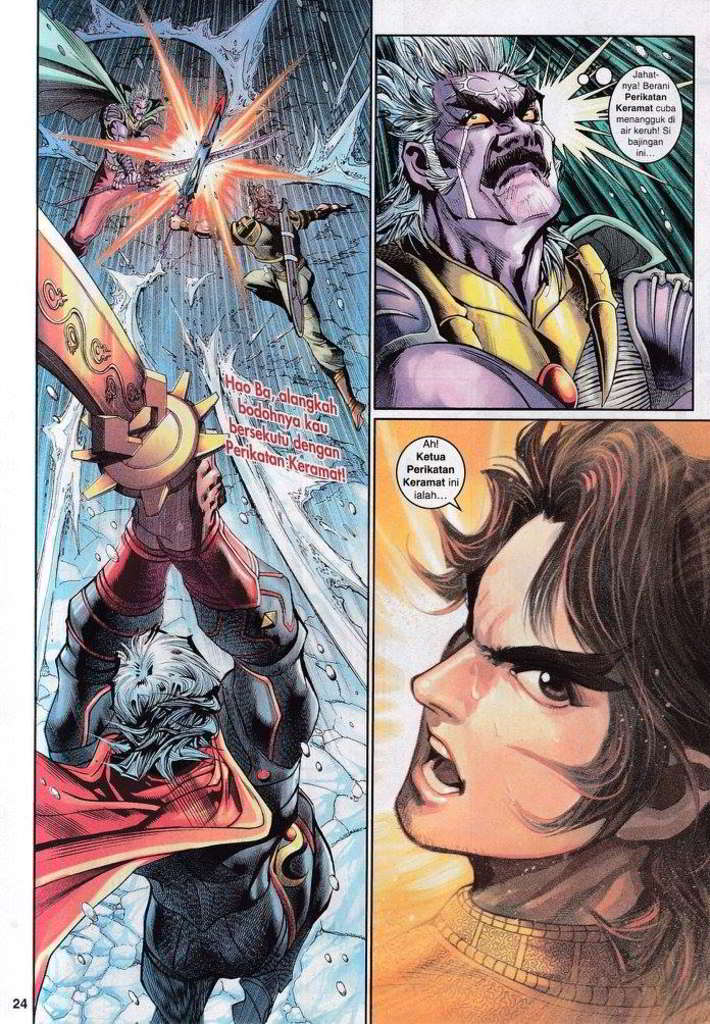 Hao Ba, alangkah
bodohnya kau
bersekutu dengan
Perikatan Keramat!
Jahat-
nya! Berani
Perikatan
Keramat cuba
menangguk di
air keruh! Si
bajingan
ini...
Ah!
Ketua
Perikatan
Keramat ini
ialah...
24